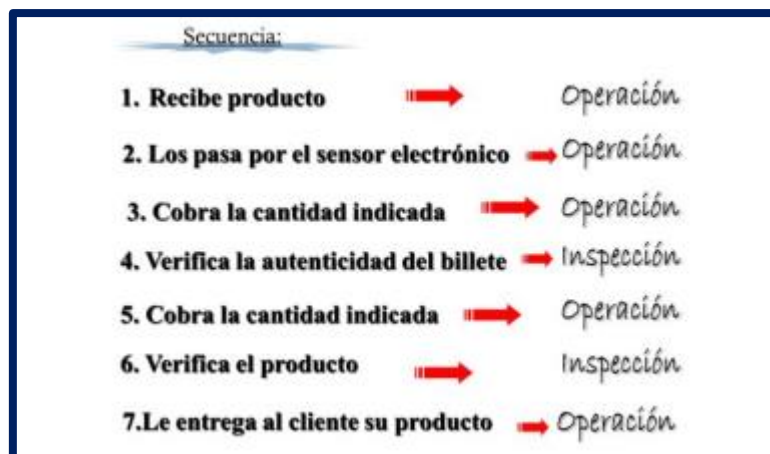 Secuencia:
1. Recibe producto Operación
2. Los pasa por el sensor electrónico Operación
3. Cobra la cantidad indicada Operación
4. Verifica la autenticidad del billete Inspección
5. Cobra la cantidad indicada Operación
6. Verifica el producto Inspección
7.Le entrega al cliente su producto Operación